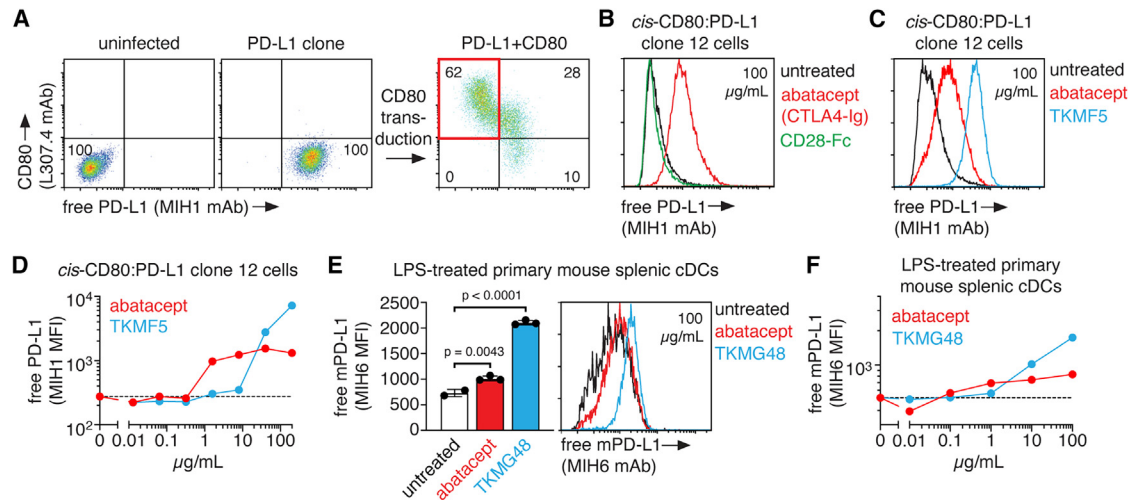 A
uninfected
PD-L1 clone
PD-L1+CD80
CD80
(L307.4 mAb)
100
100
CD80
trans-
duction
62
28
0
10
free PD-L1 (MIH1 mAb)
B
cis-CD80:PD-L1
clone 12 cells
100
µg/mL
untreated
abatacept
(CTLA4-Ig)
CD28-Fc
free PD-L1
(MIH1 mAb)
C
cis-CD80:PD-L1
clone 12 cells
100
µg/mL
untreated
abatacept
TKMF5
free PD-L1
(MIH1 mAb)
D
cis-CD80:PD-L1 clone 12 cells
free PD-L1
(MIH1 MFI)
10⁴
10³
10²
abatacept
TKMF5
0 0.01 0.1 1 10 100
µg/mL
E
LPS-treated primary mouse splenic cDCs
free mPD-L1
(MIH6 MFI)
2500
2000
1500
1000
500
0
p < 0.0001
p = 0.0043
untreated
abatacept
TKMG48
100
µg/mL
untreated
abatacept
TKMG48
free mPD-L1
(MIH6 mAb)
F
LPS-treated primary
mouse splenic cDCs
free mPD-L1
(MIH6 MFI)
10³
abatacept
TKMG48
0 0.01 0.1 1 10 100
µg/mL